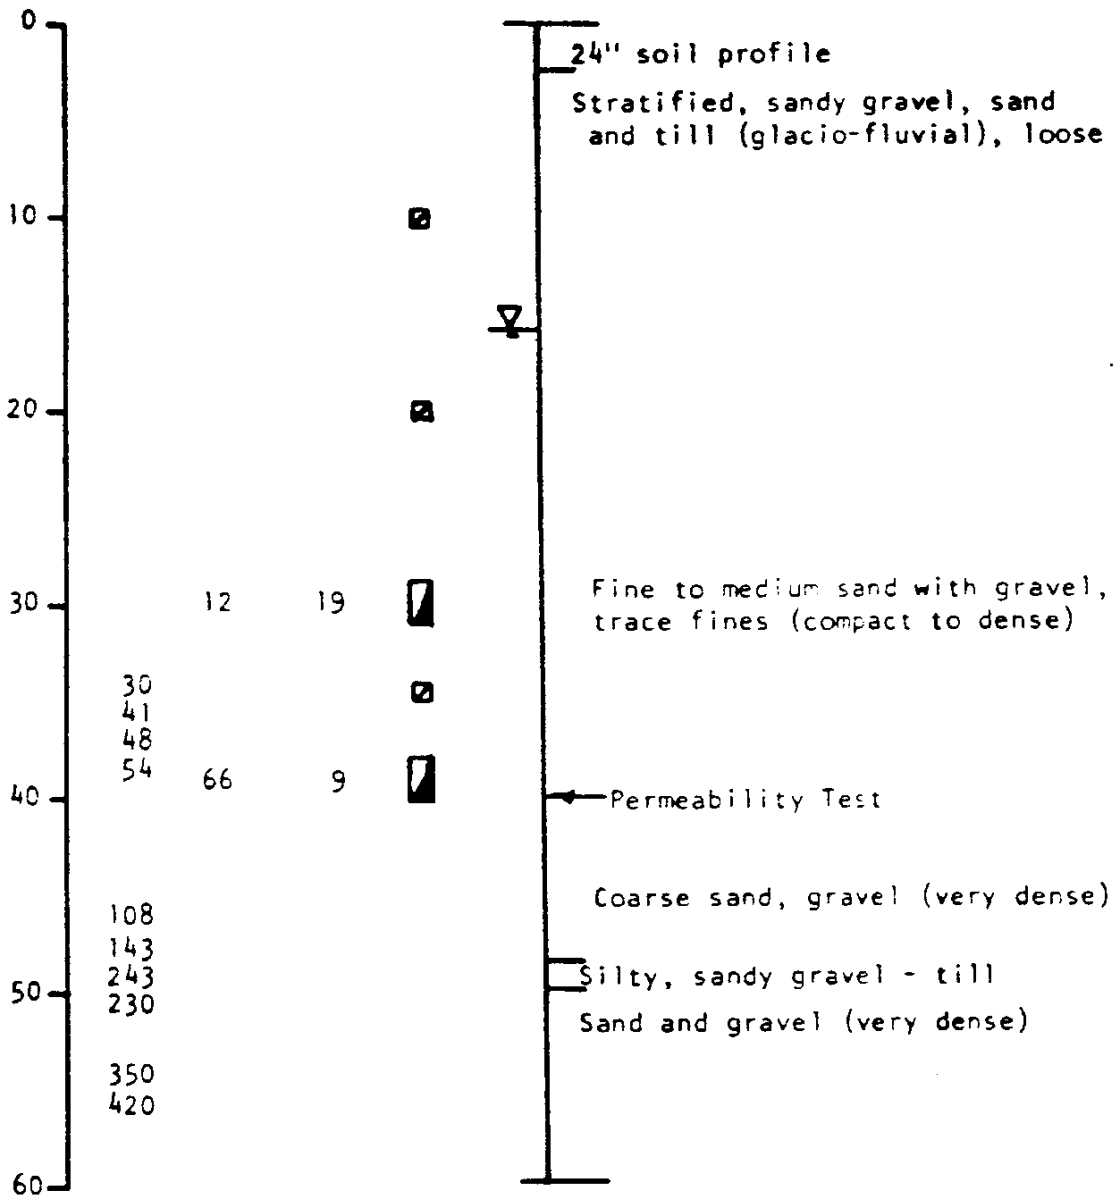 0
24" soil profile
Stratified, sandy gravel, sand
and till (glacio-fluvial), loose
10
20
30
12
19
Fine to medium sand with gravel,
trace fines (compact to dense)
30
41
48
54
66
9
40
Permeability Test
Coarse sand, gravel (very dense)
108
143
243
230
50
Silty, sandy gravel - till
Sand and gravel (very dense)
350
420
60